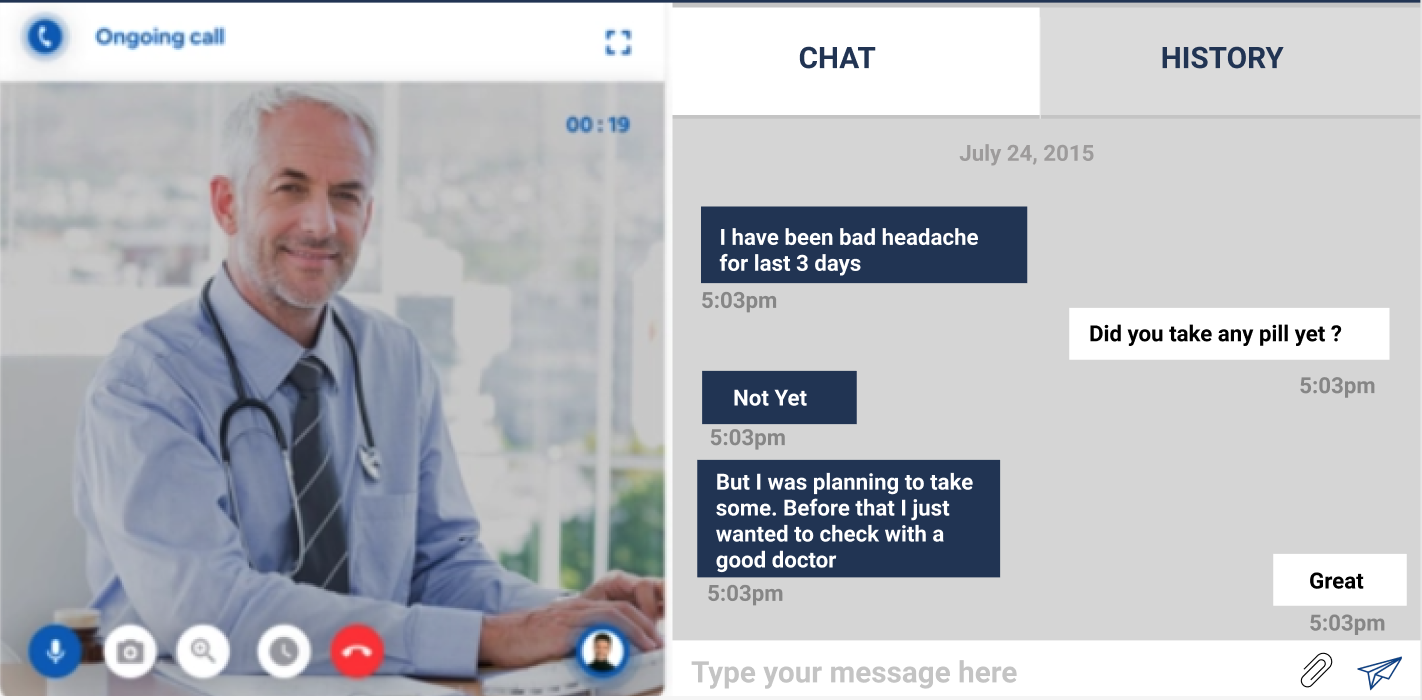 Ongoing call
00:19
CHAT
HISTORY
July 24, 2015
I have been bad headache
for last 3 days
5:03pm
Did you take any pill yet ?
5:03pm
Not Yet
5:03pm
But I was planning to take
some. Before that I just
wanted to check with a
good doctor
5:03pm
Great
5:03pm
Type your message here